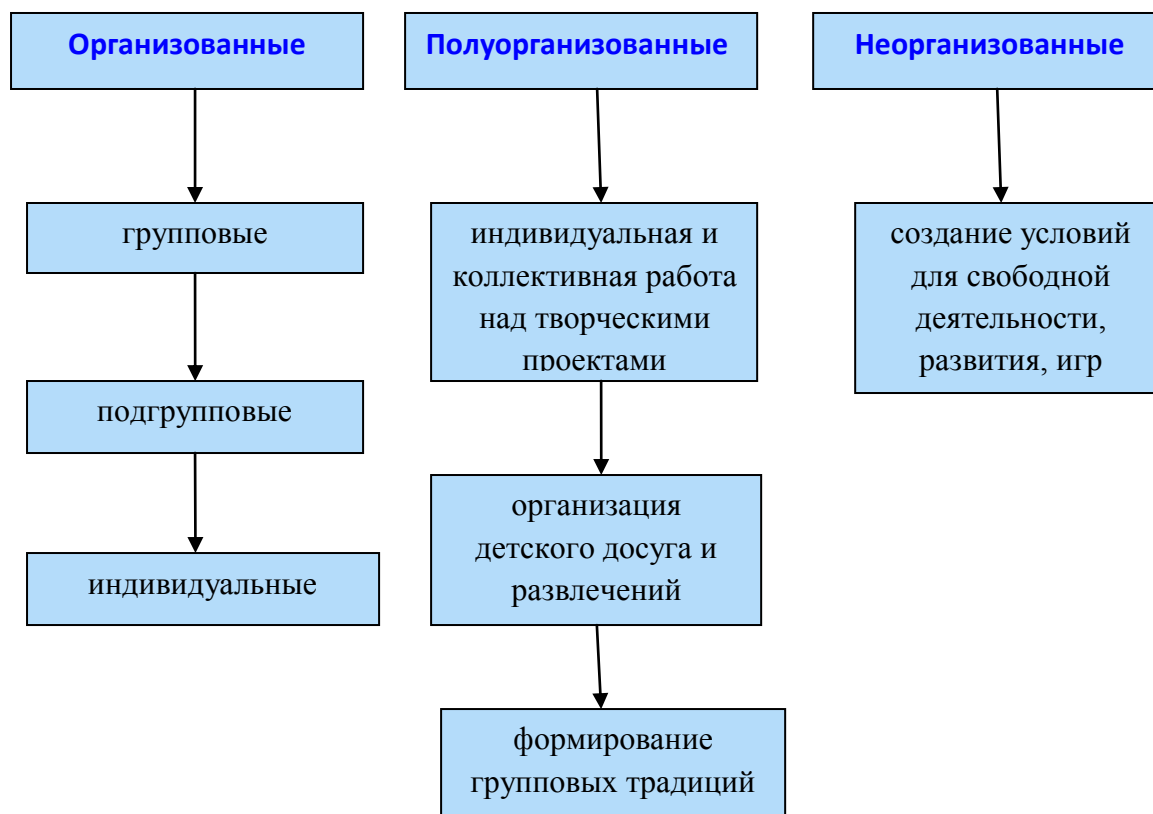 Организованные
групповые
подгрупповые
индивидуальные
Полуорганизованные
индивидуальная и
коллективная работа
над творческими
проектами
организация
детского досуга и
развлечений
формирование
групповых традиций
Неорганизованные
создание условий
для свободной
деятельности,
развития, игр